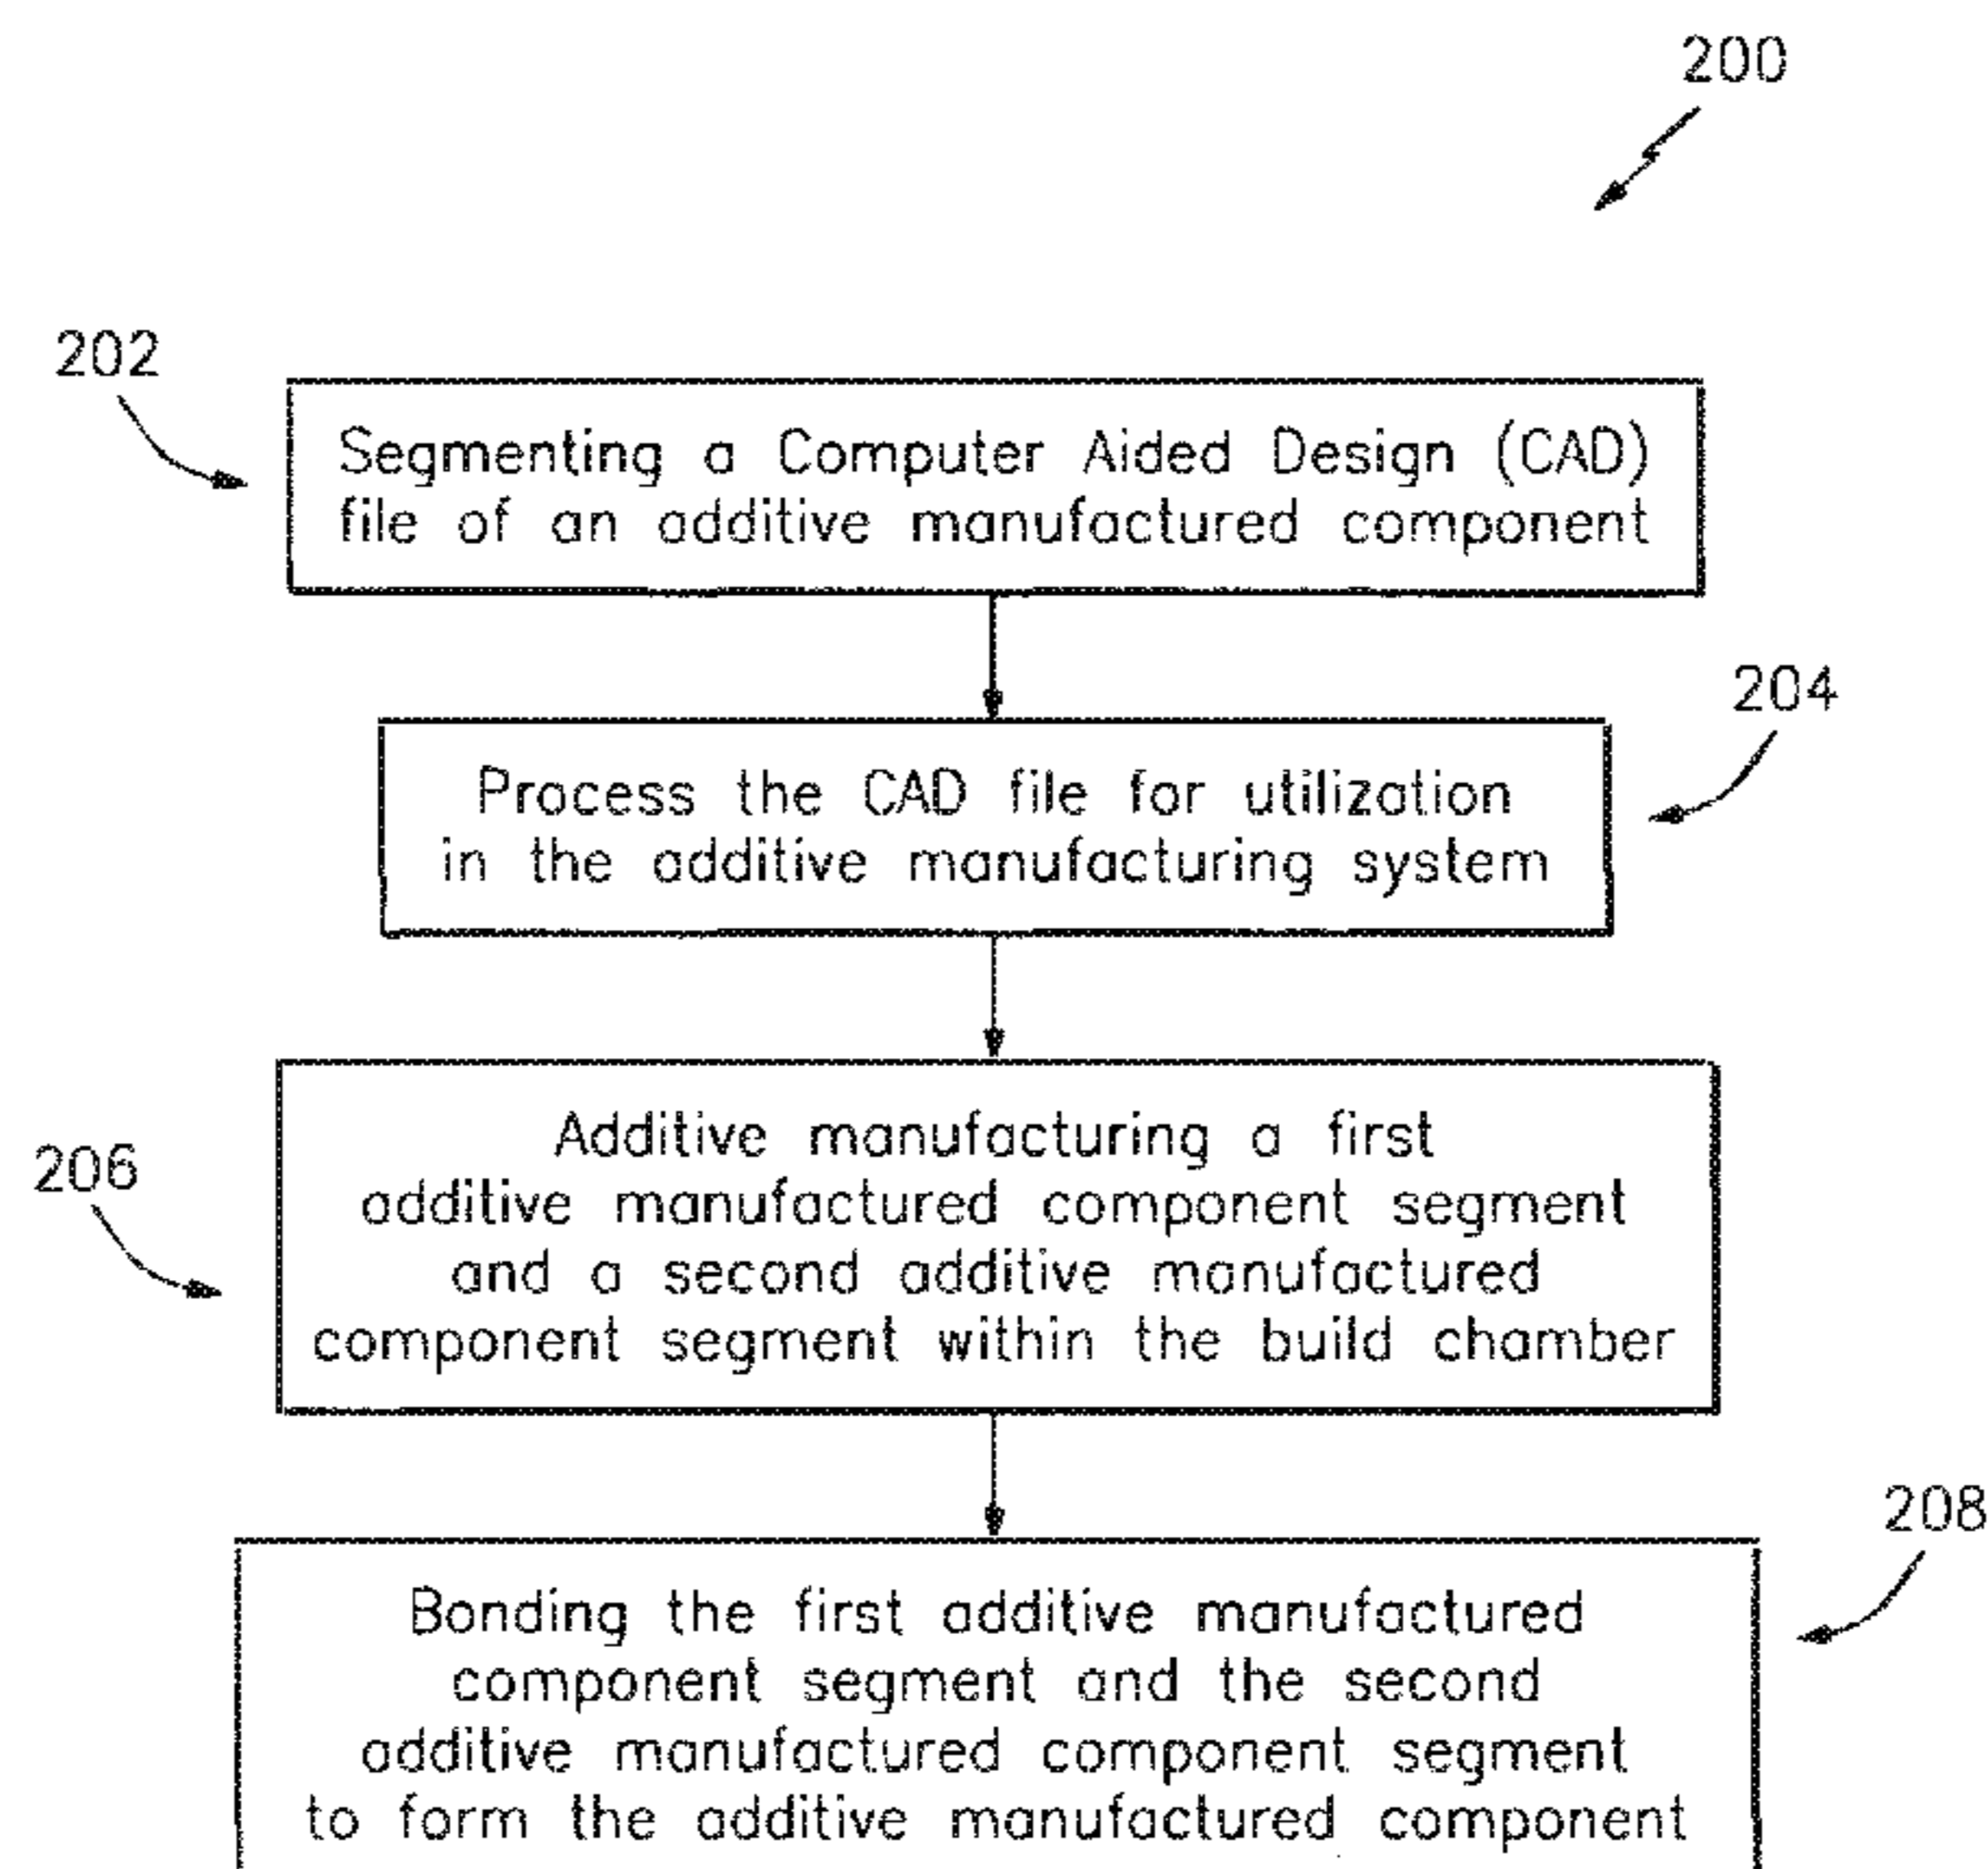 200
202
Segmenting a Computer Aided Design (CAD)
file of an additive manufactured component
204
Process the CAD file for utilization
in the additive manufacturing system
206
Additive manufacturing a first
additive manufactured component segment
and a second additive manufactured
component segment within the build chamber
208
Bonding the first additive manufactured
component segment and the second
additive manufactured component segment
to form the additive manufactured component